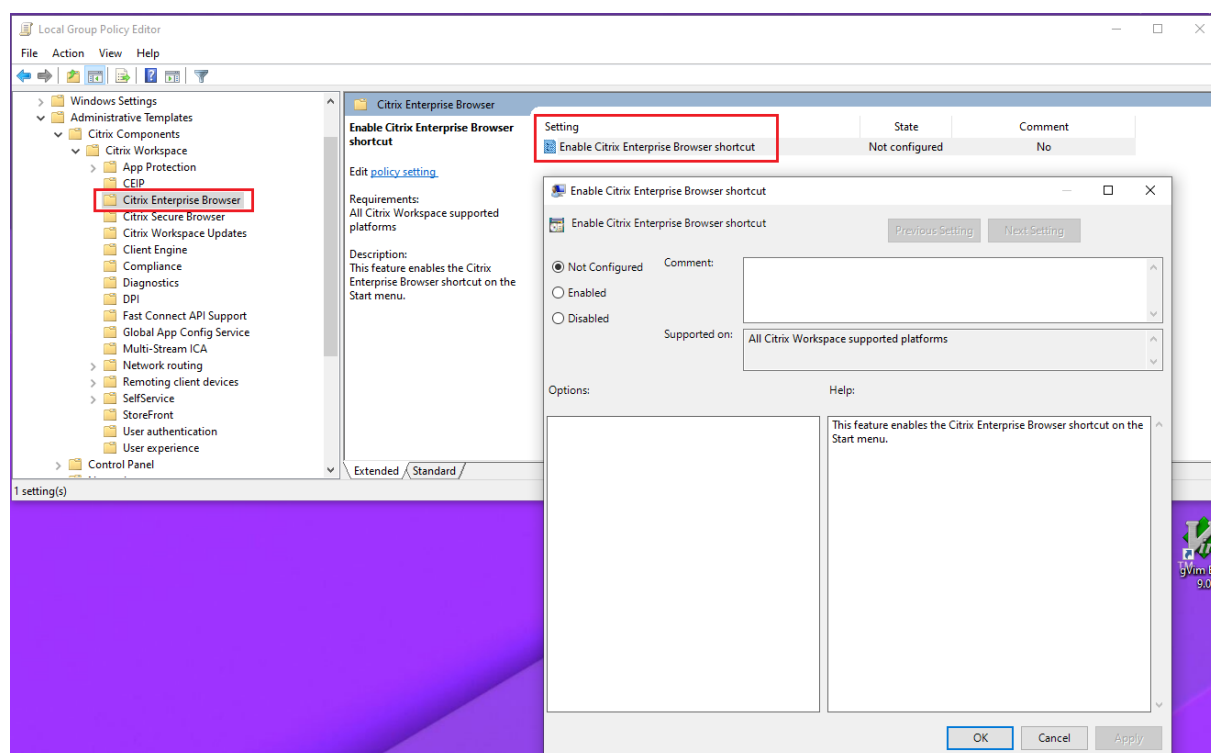 Local Group Policy Editor
File Action View Help
Windows Settings
Administrative Templates
Citrix Components
Citrix Workspace
App Protection
CEIP
Citrix Enterprise Browser
Citrix Secure Browser
Citrix Workspace Updates
Client Engine
Compliance
Diagnostics
DPI
Fast Connect API Support
Global App Config Service
Multi-Stream ICA
Network routing
Remoting client devices
SelfService
StoreFront
User authentication
User experience
Control Panel
1 setting(s)
Citrix Enterprise Browser
Enable Citrix Enterprise Browser
shortcut
Edit policy setting
Requirements:
All Citrix Workspace supported
platforms
Description:
This feature enables the Citrix
Enterprise Browser shortcut on the
Start menu.
Setting State Comment
Enable Citrix Enterprise Browser shortcut Not configured No
Extended Standard
Enable Citrix Enterprise Browser shortcut
Enable Citrix Enterprise Browser shortcut
Previous Setting Next Setting
Not Configured
Enabled
Disabled
Comment:
Supported on:
All Citrix Workspace supported platforms
Options:
Help:
This feature enables the Citrix Enterprise Browser shortcut on the
Start menu.
OK Cancel Apply
gVim
9.0